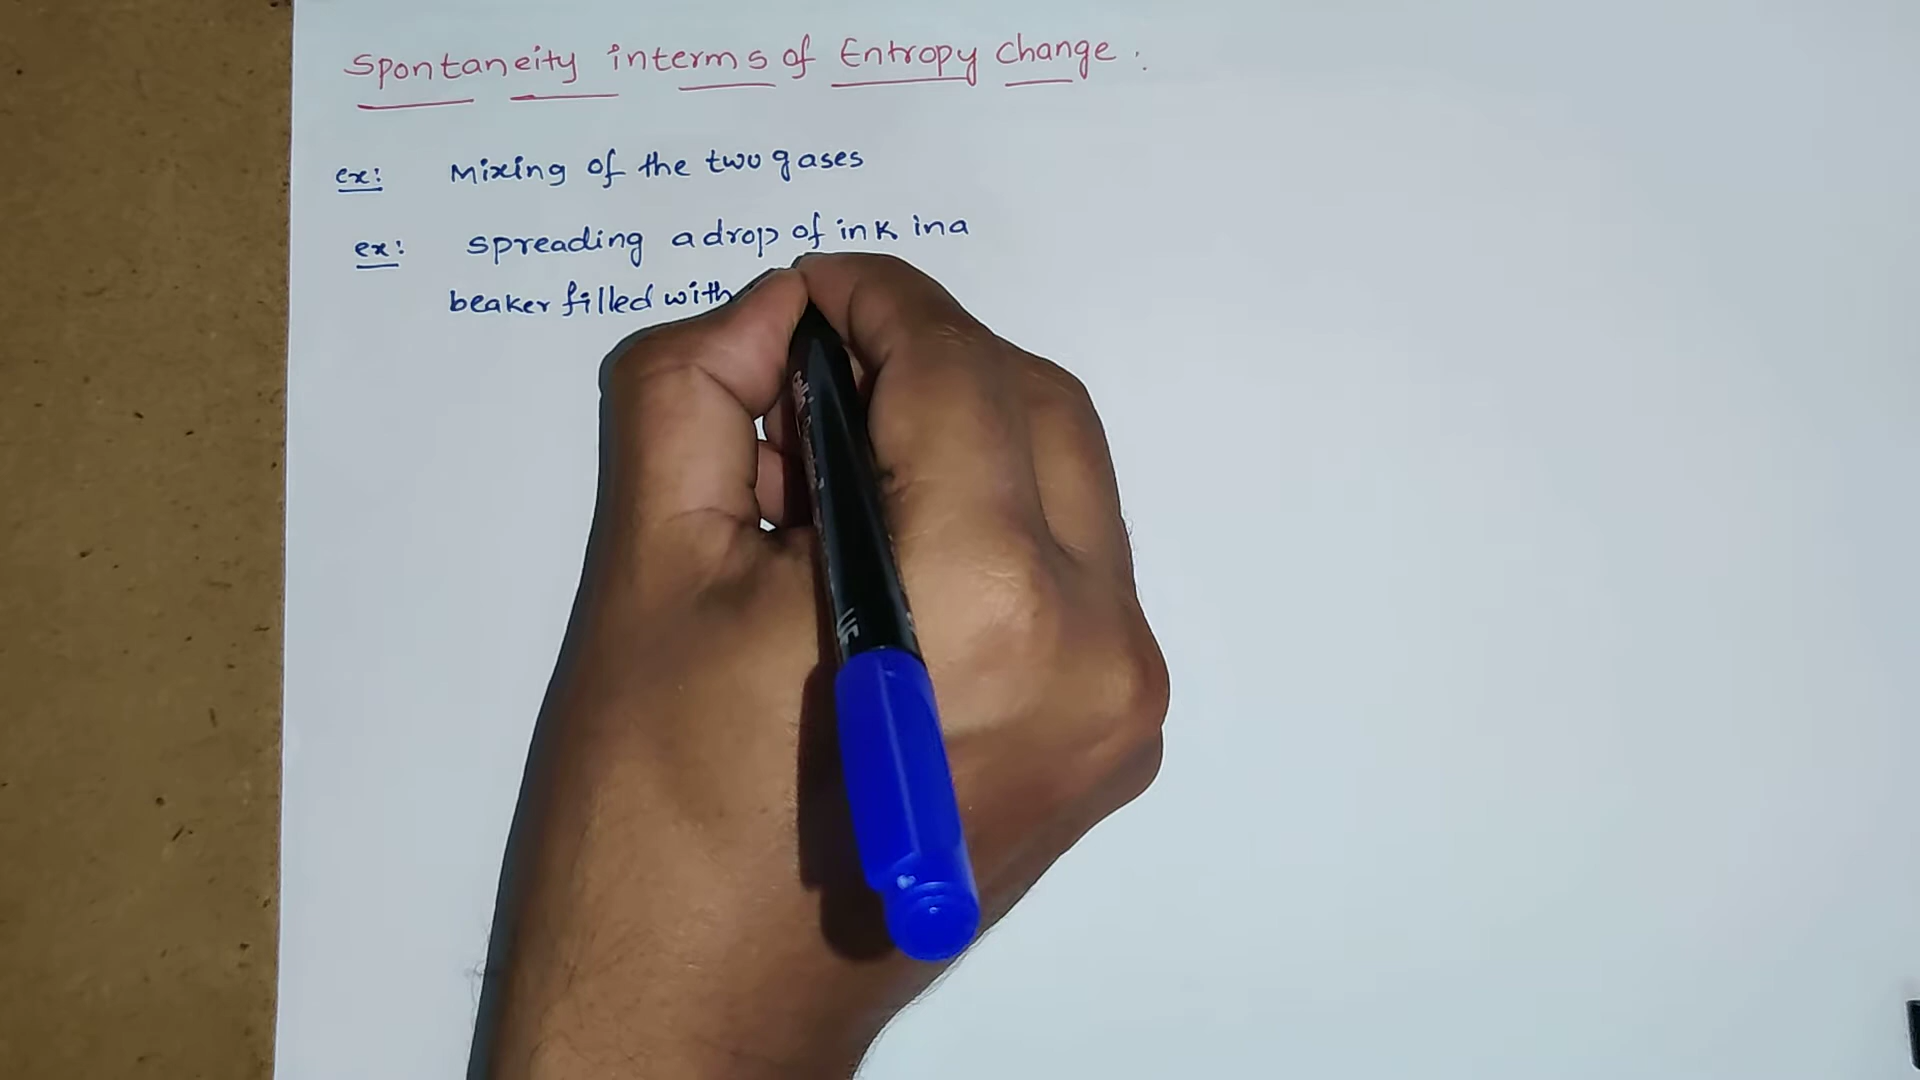 Spontaneity interms of Entropy change :
ex: Mixing of the two gases
ex: spreading a drop of ink in a
beaker filled with